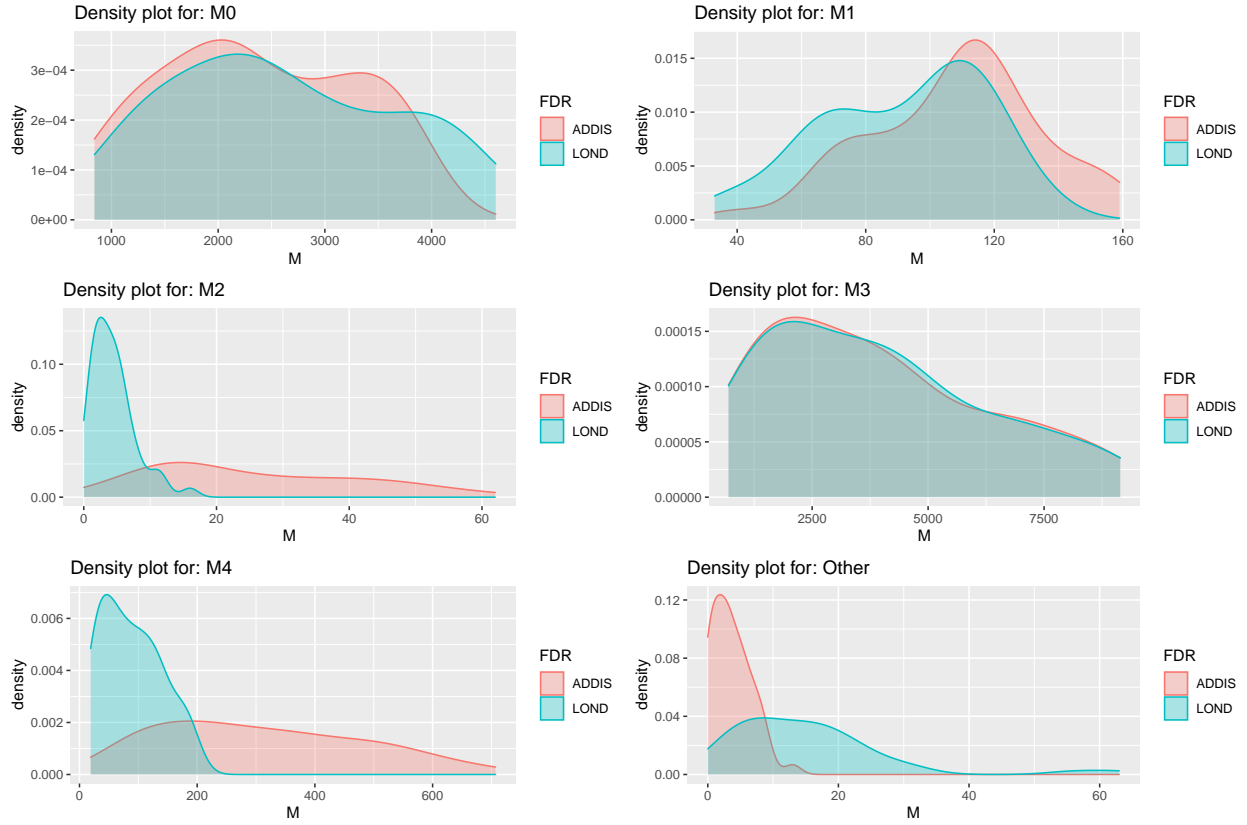 Density plot for: M0
3e−04
2e−04
1e−04
0e+00
density
1000 2000 3000 4000
M
FDR
ADDIS
LOND
Density plot for: M1
0.015
0.010
0.005
0.000
density
40 80 120 160
M
FDR
ADDIS
LOND
Density plot for: M2
0.10
0.05
0.00
density
0 20 40 60
M
FDR
ADDIS
LOND
Density plot for: M3
0.00015
0.00010
0.00005
0.00000
density
2500 5000 7500
M
FDR
ADDIS
LOND
Density plot for: M4
0.006
0.004
0.002
0.000
density
0 200 400 600
M
FDR
ADDIS
LOND
Density plot for: Other
0.12
0.08
0.04
0.00
density
0 20 40 60
M
FDR
ADDIS
LOND